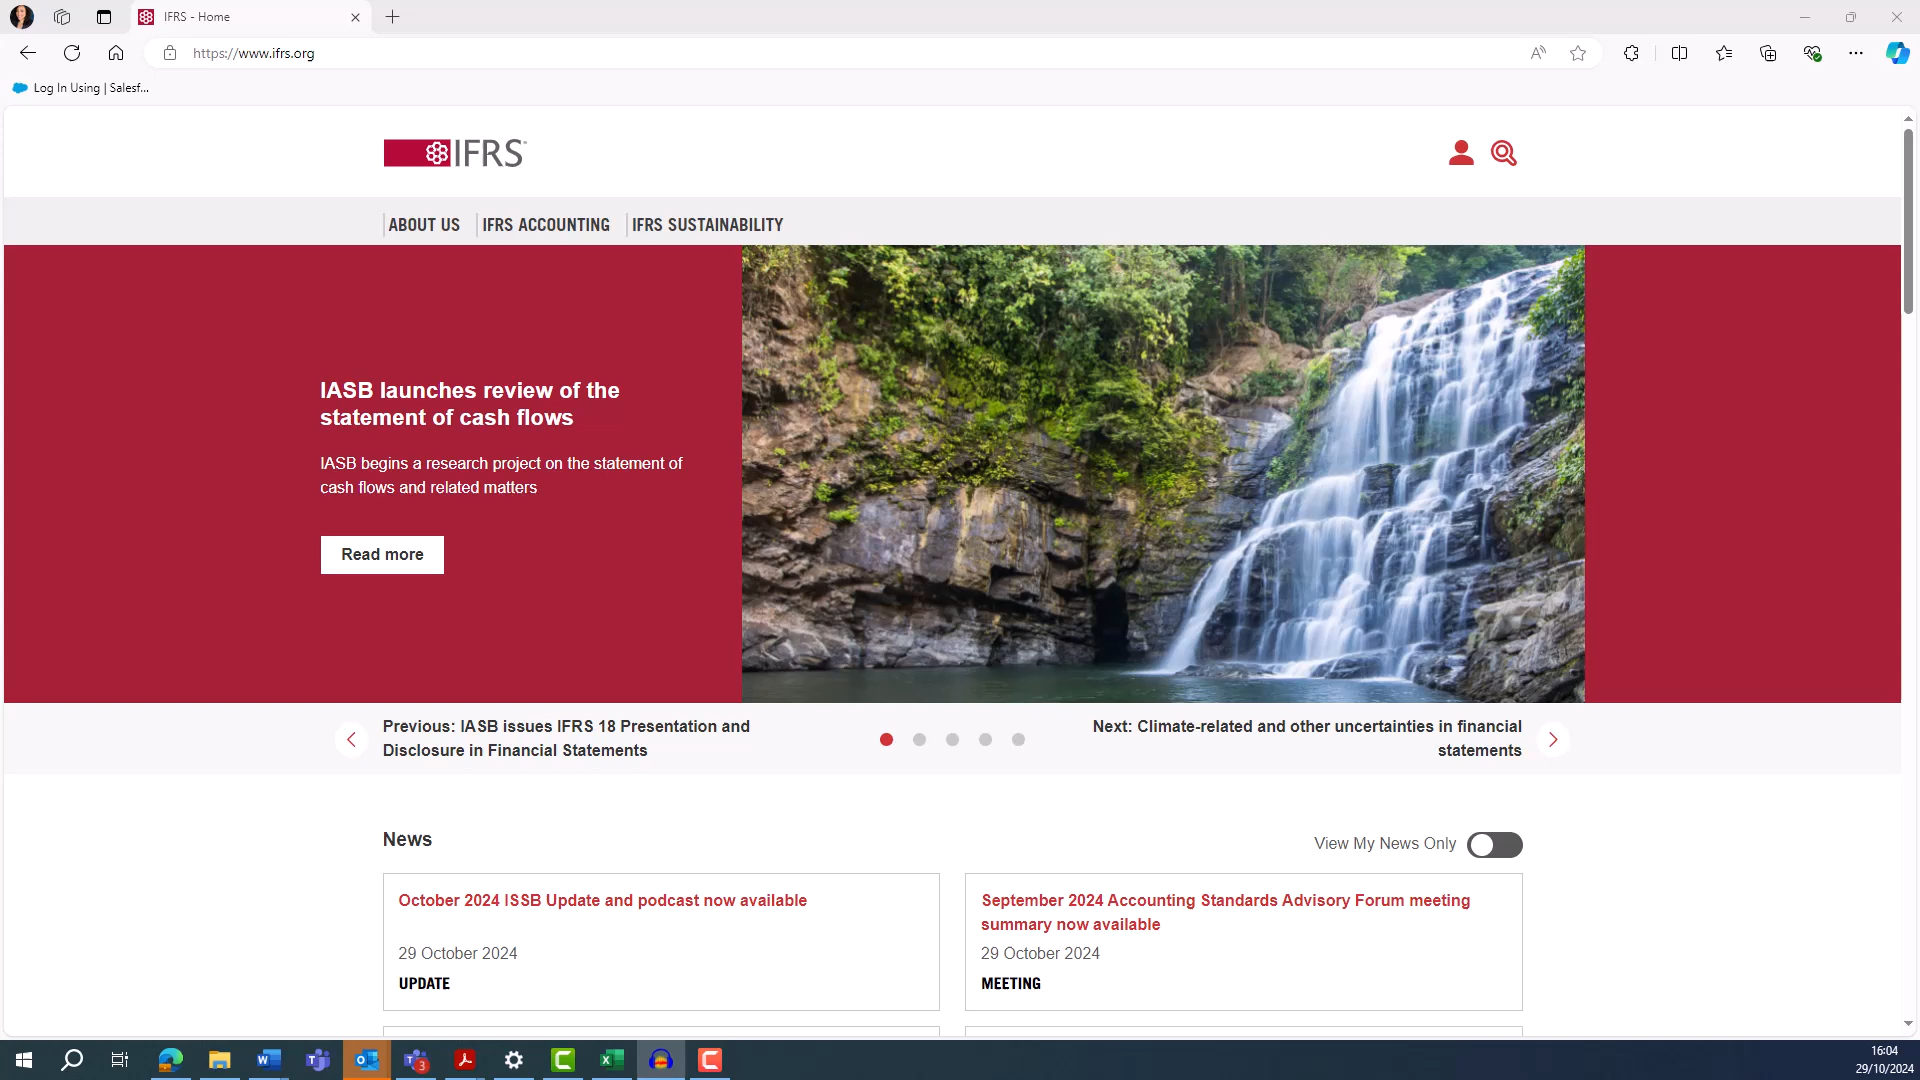 IFRS - Home
https://www.ifrs.org
Log In Using | Salesf...
IFRS
ABOUT US
IFRS ACCOUNTING
IFRS SUSTAINABILITY
IASB launches review of the
statement of cash flows
IASB begins a research project on the statement of
cash flows and related matters
Read more
Previous: IASB issues IFRS 18 Presentation and
Disclosure in Financial Statements
Next: Climate-related and other uncertainties in financial
statements
News
View My News Only
October 2024 ISSB Update and podcast now available
29 October 2024
UPDATE
September 2024 Accounting Standards Advisory Forum meeting
summary now available
29 October 2024
MEETING
3
16:04
29/10/2024